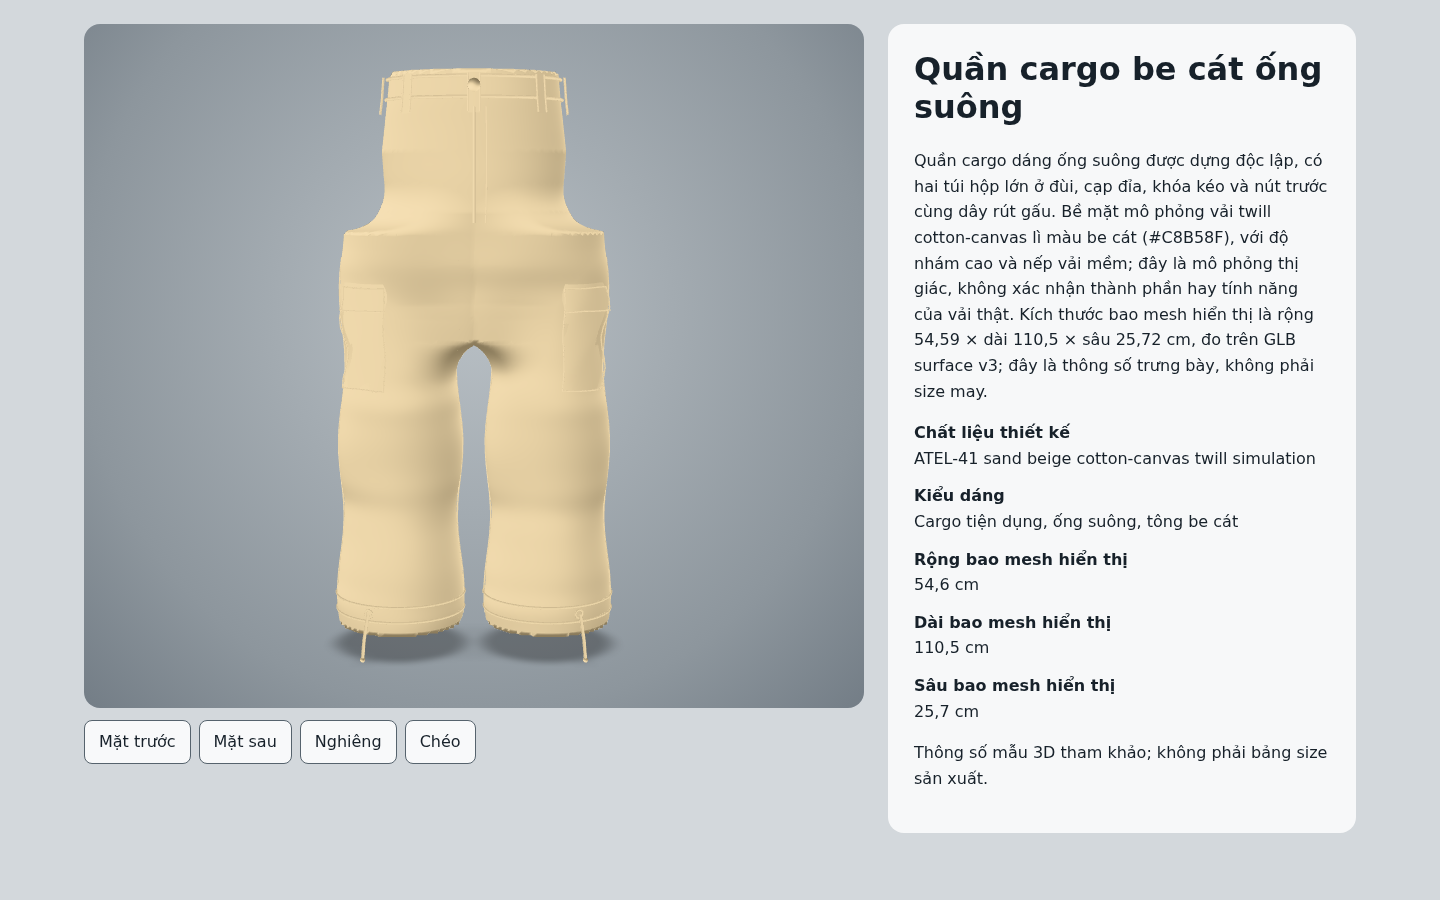 Quần cargo be cát ống
suông
Quần cargo dáng ống suông được dựng độc lập, có
hai túi hộp lớn ở đùi, cạp đỉa, khóa kéo và nút trước
cùng dây rút gấu. Bề mặt mô phỏng vải twill
cotton-canvas lì màu be cát (#C8B58F), với độ
nhám cao và nếp vải mềm; đây là mô phỏng thị
giác, không xác nhận thành phần hay tính năng
của vải thật. Kích thước bao mesh hiển thị là rộng
54,59 × dài 110,5 × sâu 25,72 cm, đo trên GLB
surface v3; đây là thông số trưng bày, không phải
size may.
Chất liệu thiết kế
ATEL-41 sand beige cotton-canvas twill simulation
Kiểu dáng
Cargo tiện dụng, ống suông, tông be cát
Rộng bao mesh hiển thị
54,6 cm
Dài bao mesh hiển thị
110,5 cm
Sâu bao mesh hiển thị
25,7 cm
Thông số mẫu 3D tham khảo; không phải bảng size
sản xuất.
Mặt trước
Mặt sau
Nghiêng
Chéo